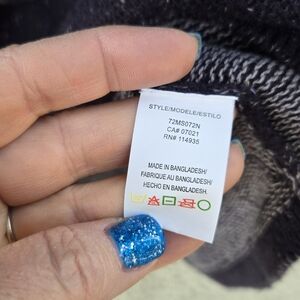 STYLE/MODELE/ESTILO
72MS072N
CA# 07021
RN# 114935
MADE IN BANGLADESH/
FABRIQUE AU BANGLADESH/
HECHO EN BANGLADESH.